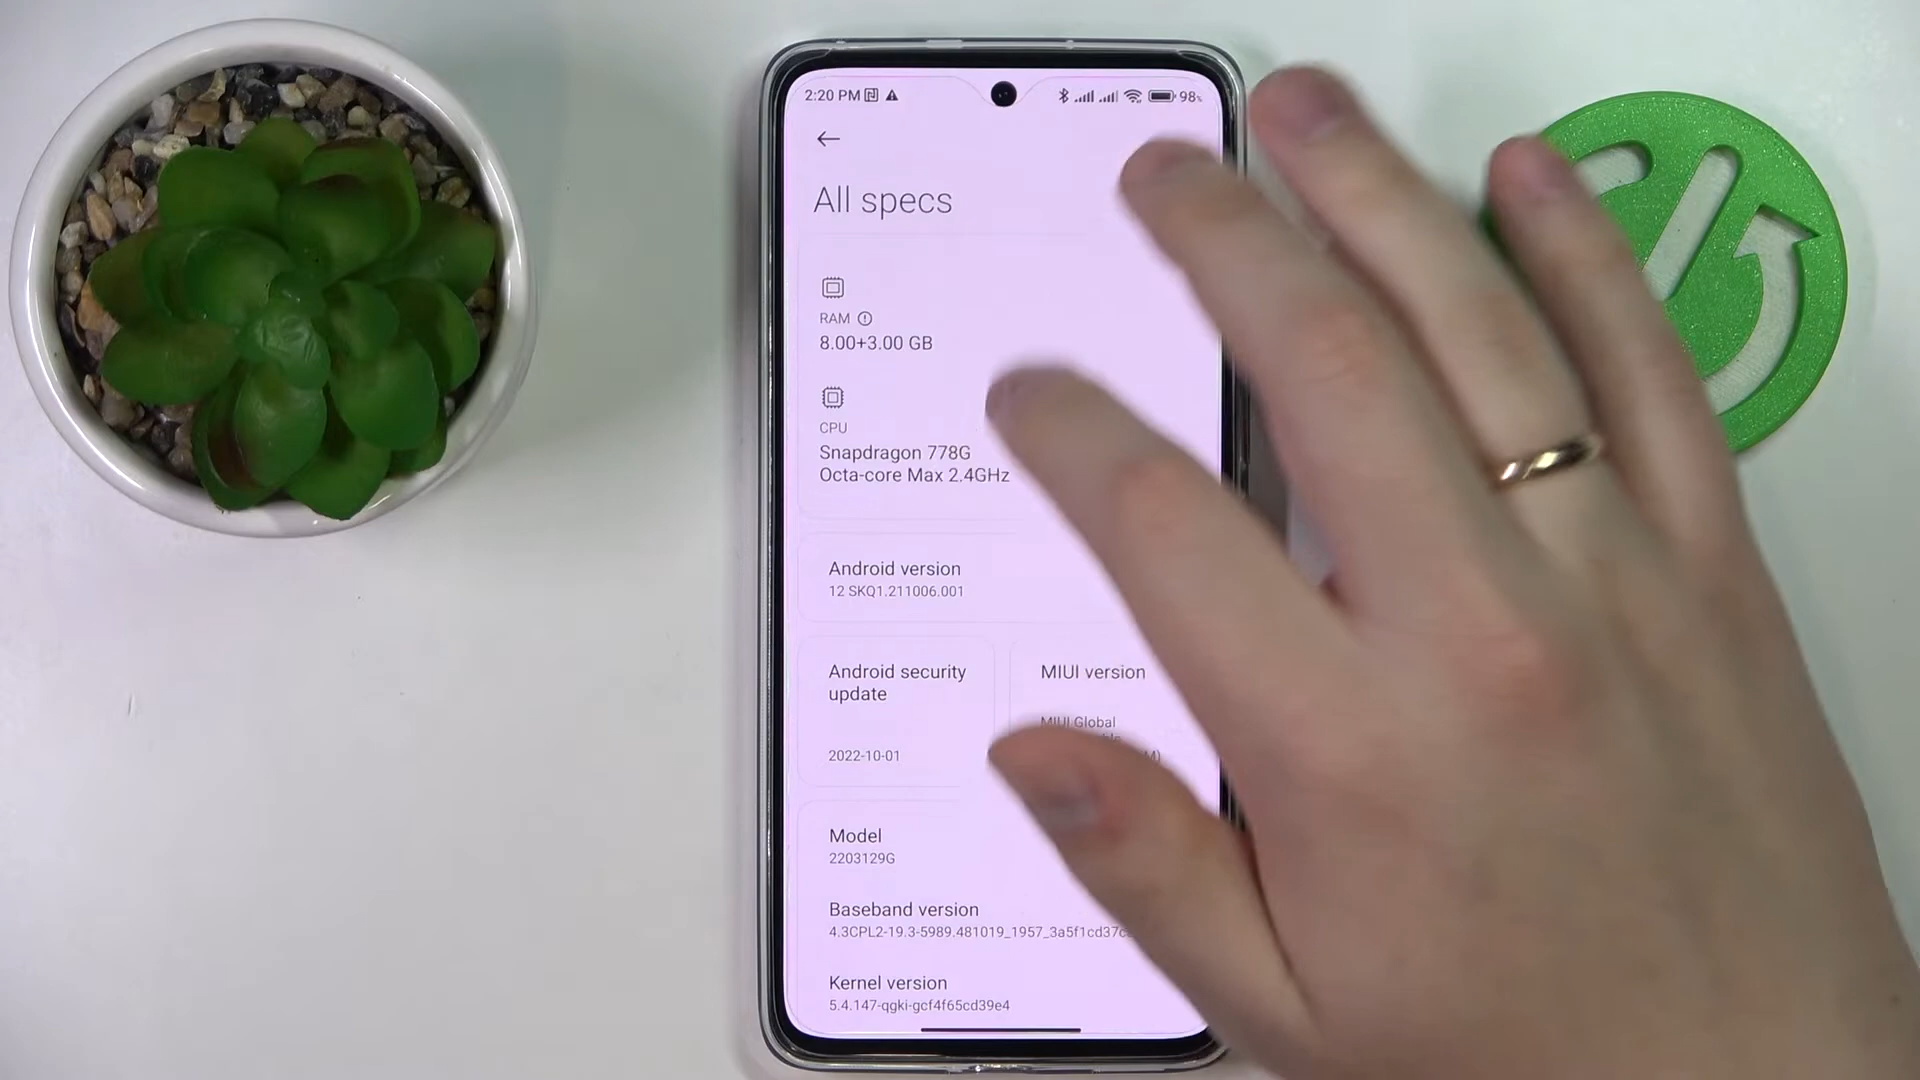 2:20 PM
98%
All specs
RAM
8.00+3.00 GB
CPU
Snapdragon 778G
Octa-core Max 2.4GHz
Android version
12 SKQ1.211006.001
Android security
update
2022-10-01
MIUI version
MIUI Global
Model
2203129G
Baseband version
4.3CPL2-19.3-5989.481019_1957_3a5f1cd37c
Kernel version
5.4.147-qgki-gcf4f65cd39e4